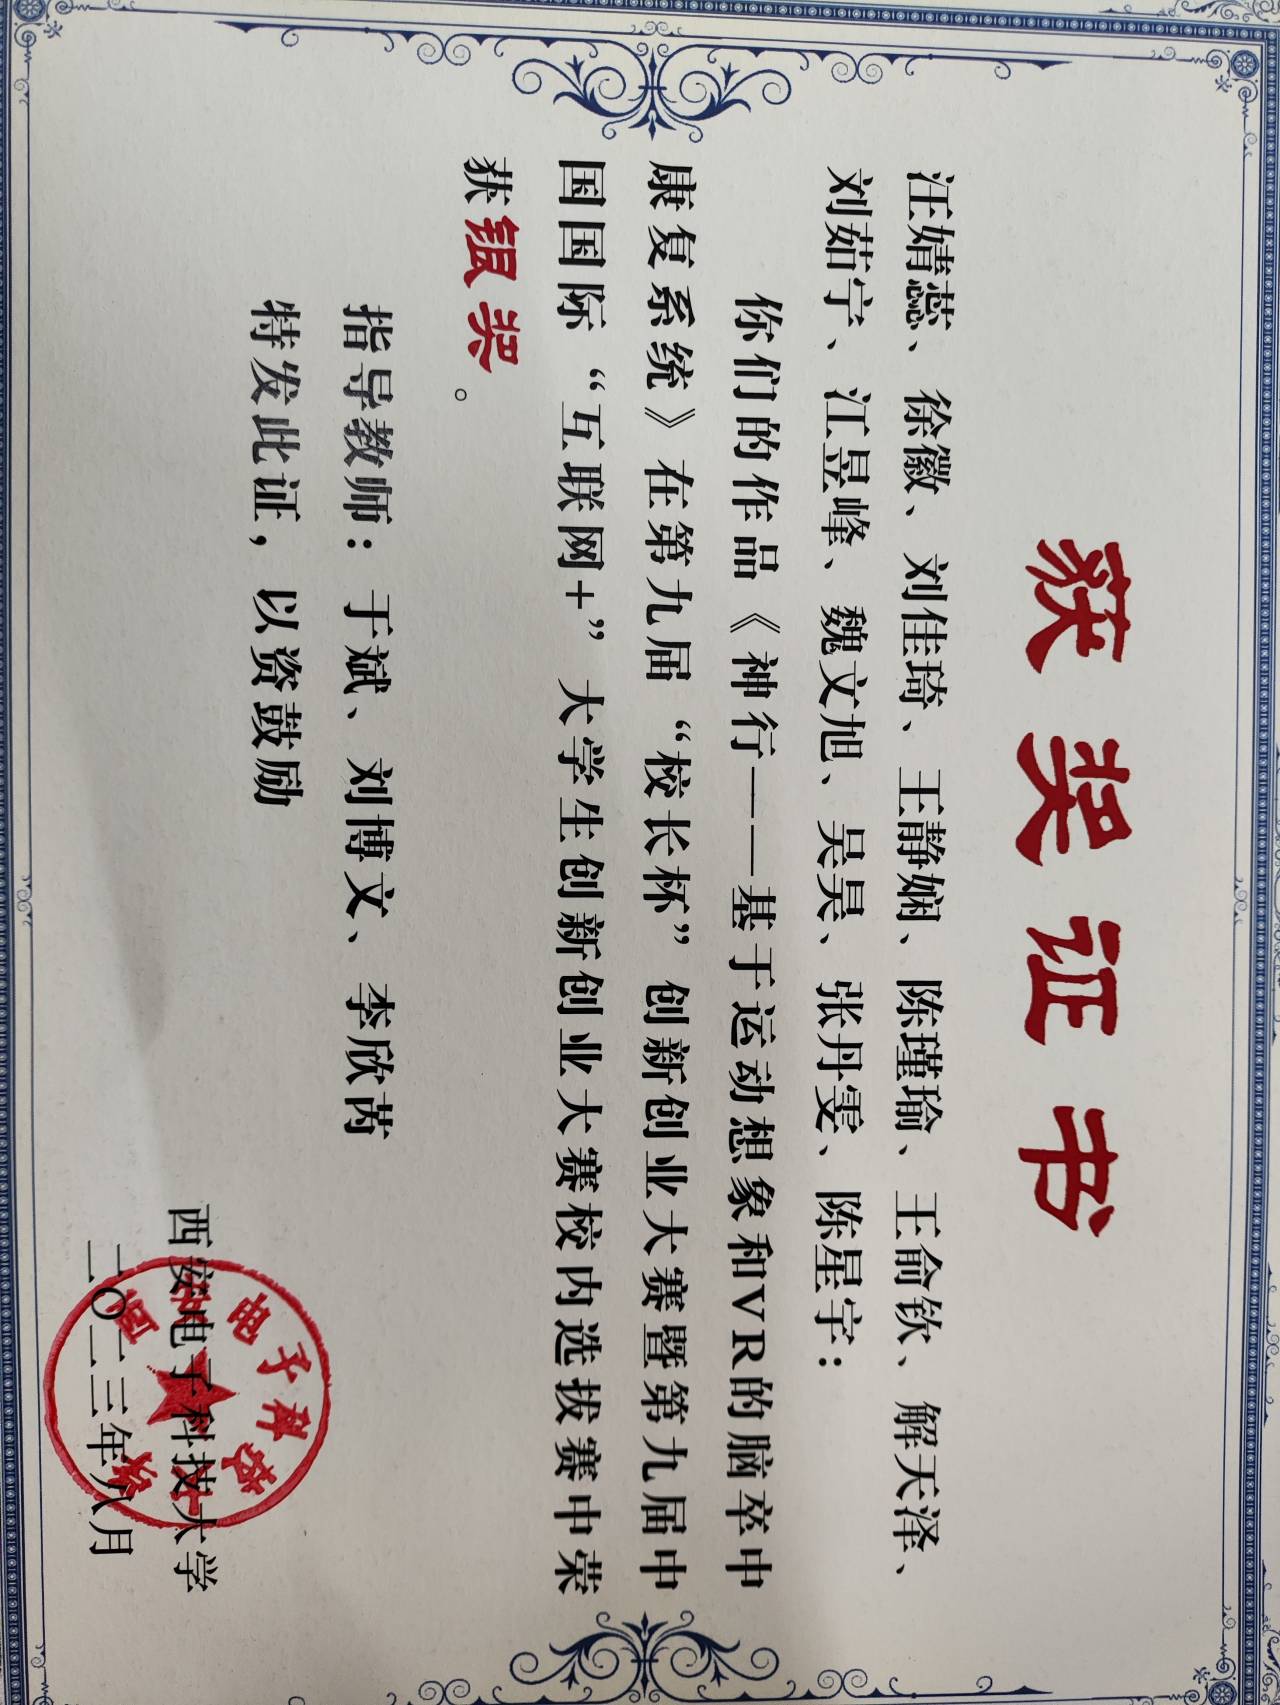 获奖证书
汪婧蕊、徐徽、刘佳琦、王静娴、陈瑾瑜、王俞钦、解天泽、
刘茹宁、江昱峰、魏文旭、吴昊、张丹雯、陈星宇：
你们的作品《神行——基于运动想象和VR的脑卒中
康复系统》在第九届“校长杯”创新创业大赛暨第九届中
国国际“互联网+”大学生创新创业大赛校内选拔赛中荣
获银奖。
指导教师：于斌、刘博文、李欣芮
特发此证，以资鼓励
西安电子科技大学
西安电子科技大学
二〇二三年八月